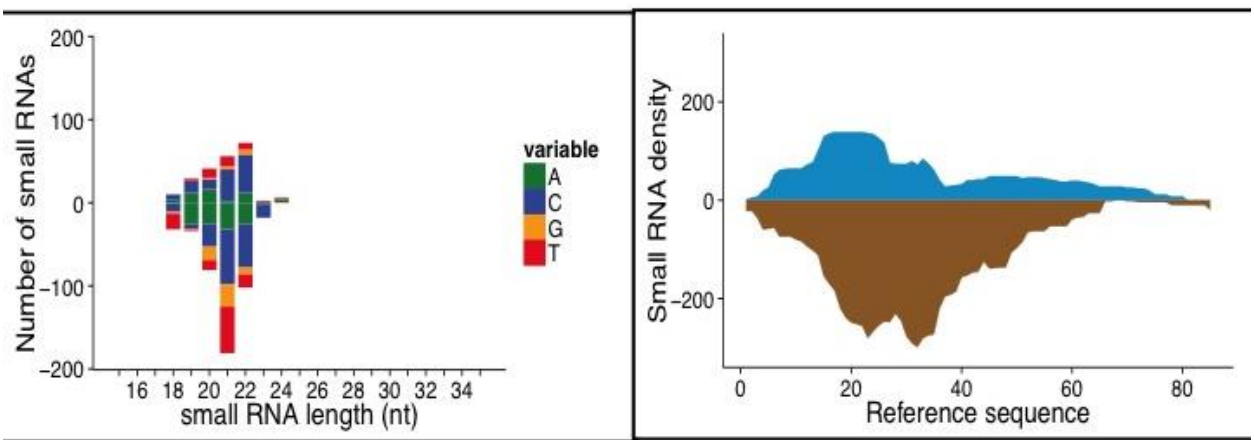 Number of small RNAs
200
100
0
−100
−200
16 18 20 22 24 26 28 30 32 34
small RNA length (nt)
variable
A
C
G
T
Small RNA density
200
0
−200
0 20 40 60 80
Reference sequence